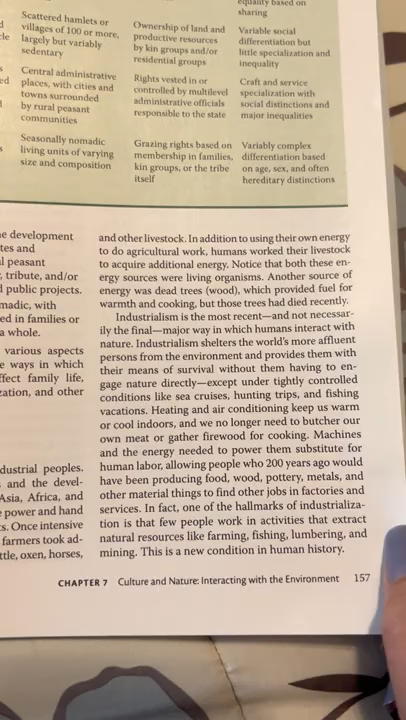 equality based on
sharing
Scattered hamlets or
villages of 100 or more,
largely but variably
sedentary
Ownership of land and
productive resources
by kin groups and/or
residential groups
Variable social
differentiation but
little specialization and
inequality
Central administrative
places, with cities and
towns surrounded
by rural peasant
communities
Rights vested in or
controlled by multilevel
administrative officials
responsible to the state
Craft and service
specialization with
social distinctions and
major inequalities
Seasonally nomadic
living units of varying
size and composition
Grazing rights based on
membership in families,
kin groups, or the tribe
itself
Variably complex
differentiation based
on age, sex, and often
hereditary distinctions
development
tes and
peasant
, tribute, and/or
public projects.
madic, with
ed in families or
a whole.
various aspects
ways in which
ffect family life,
zation, and other
dustrial peoples.
and the devel-
Asia, Africa, and
power and hand
s. Once intensive
farmers took ad-
ttle, oxen, horses,
and other livestock. In addition to using their own energy
to do agricultural work, humans worked their livestock
to acquire additional energy. Notice that both these en-
ergy sources were living organisms. Another source of
energy was dead trees (wood), which provided fuel for
warmth and cooking, but those trees had died recently.
Industrialism is the most recent—and not necessar-
ily the final—major way in which humans interact with
nature. Industrialism shelters the world's more affluent
persons from the environment and provides them with
their means of survival without them having to en-
gage nature directly—except under tightly controlled
conditions like sea cruises, hunting trips, and fishing
vacations. Heating and air conditioning keep us warm
or cool indoors, and we no longer need to butcher our
own meat or gather firewood for cooking. Machines
and the energy needed to power them substitute for
human labor, allowing people who 200 years ago would
have been producing food, wood, pottery, metals, and
other material things to find other jobs in factories and
services. In fact, one of the hallmarks of industrializa-
tion is that few people work in activities that extract
natural resources like farming, fishing, lumbering, and
mining. This is a new condition in human history.
CHAPTER 7 Culture and Nature: Interacting with the Environment 157